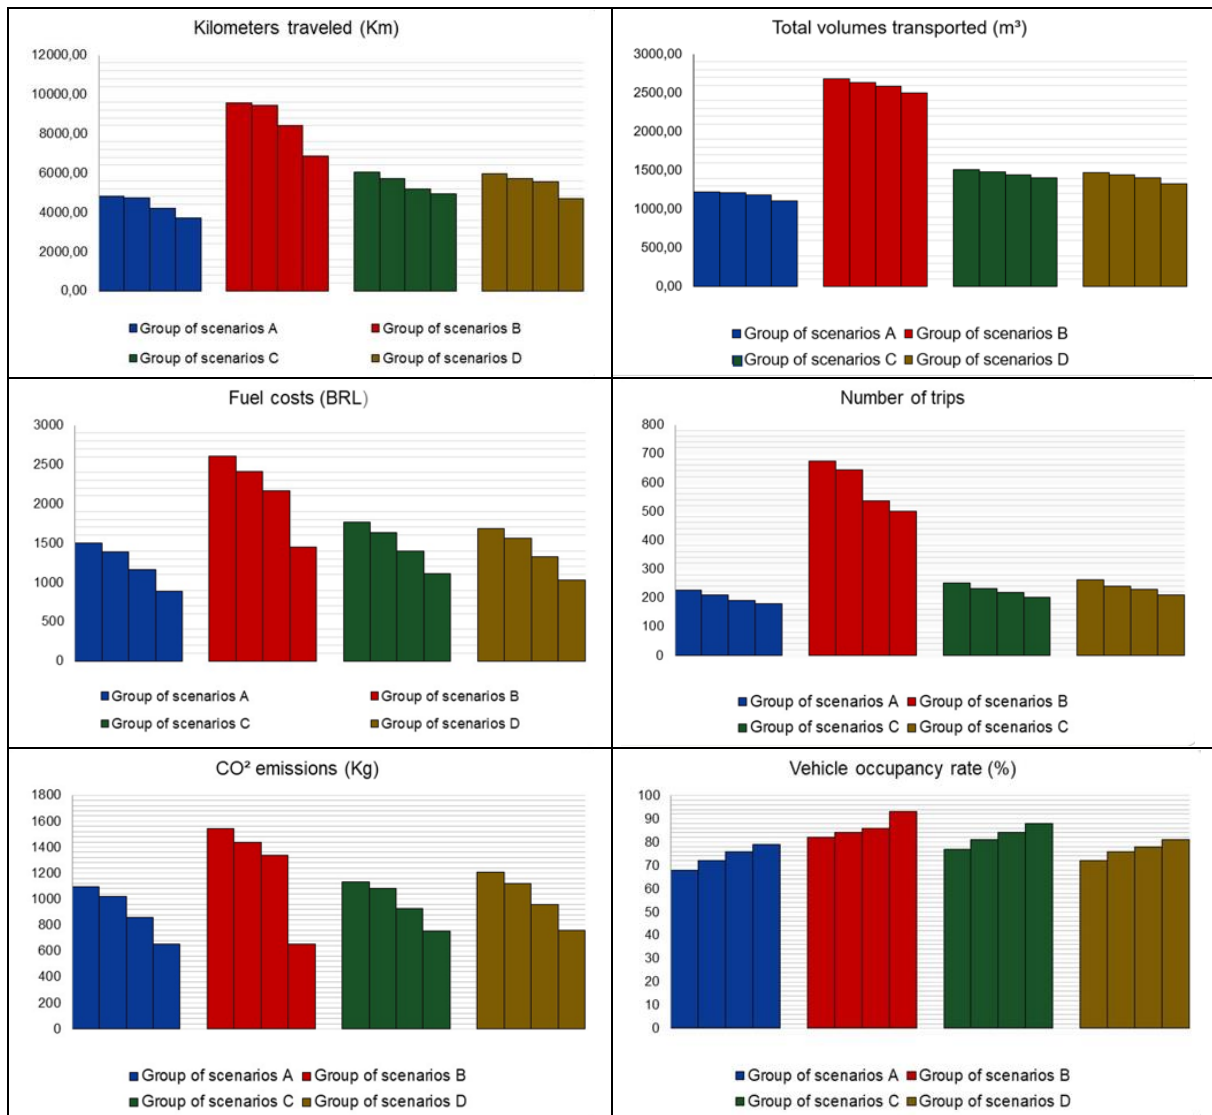 Kilometers traveled (Km)
12000,00
10000,00
8000,00
6000,00
4000,00
2000,00
0,00
Group of scenarios A Group of scenarios B
Group of scenarios C Group of scenarios D
Total volumes transported (m³)
3000,00
2500,00
2000,00
1500,00
1000,00
500,00
0,00
Group of scenarios A Group of scenarios B
Group of scenarios C Group of scenarios D
Fuel costs (BRL)
3000
2500
2000
1500
1000
500
0
Group of scenarios A Group of scenarios B
Group of scenarios C Group of scenarios D
Number of trips
800
700
600
500
400
300
200
100
0
Group of scenarios A Group of scenarios B
Group of scenarios C Group of scenarios C
CO² emissions (Kg)
1800
1600
1400
1200
1000
800
600
400
200
0
Group of scenarios A Group of scenarios B
Group of scenarios C Group of scenarios D
Vehicle occupancy rate (%)
100
90
80
70
60
50
40
30
20
10
0
Group of scenarios A Group of scenarios B
Group of scenarios C Group of scenarios D